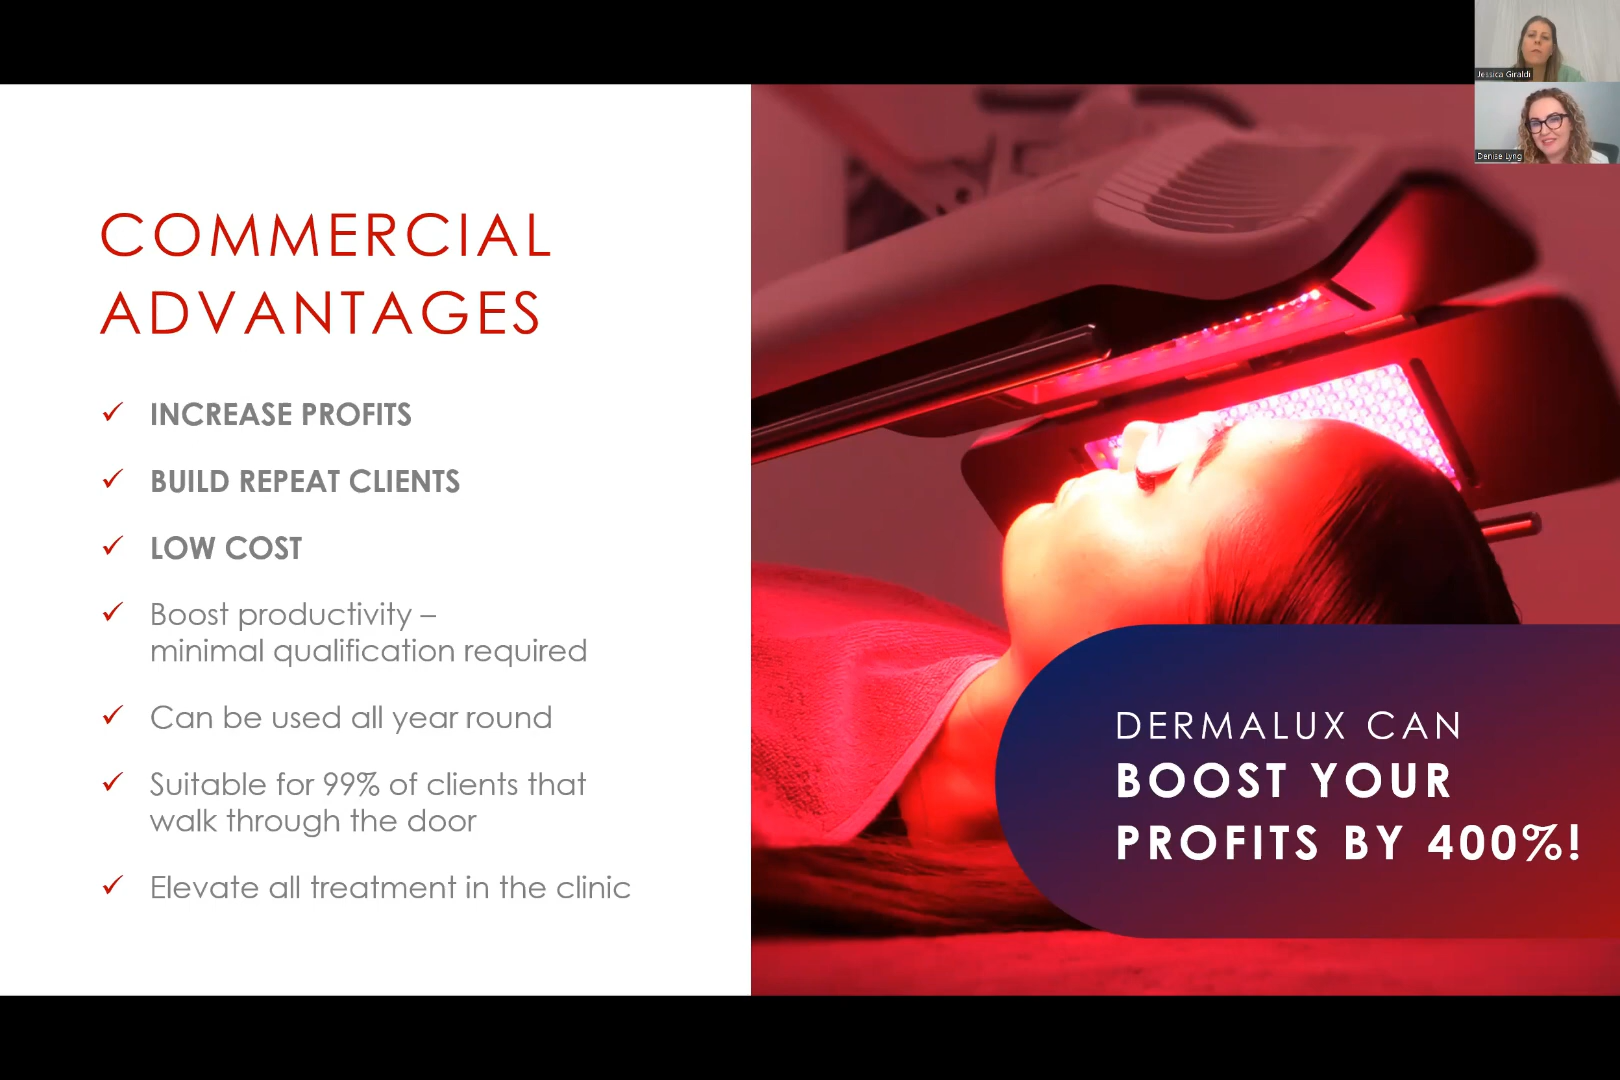 Jessica Giraldi
Denise Lyng
COMMERCIAL
ADVANTAGES
✓ INCREASE PROFITS
✓ BUILD REPEAT CLIENTS
✓ LOW COST
✓ Boost productivity –
minimal qualification required
✓ Can be used all year round
✓ Suitable for 99% of clients that
walk through the door
✓ Elevate all treatment in the clinic
DERMALUX CAN
BOOST YOUR
PROFITS BY 400%!